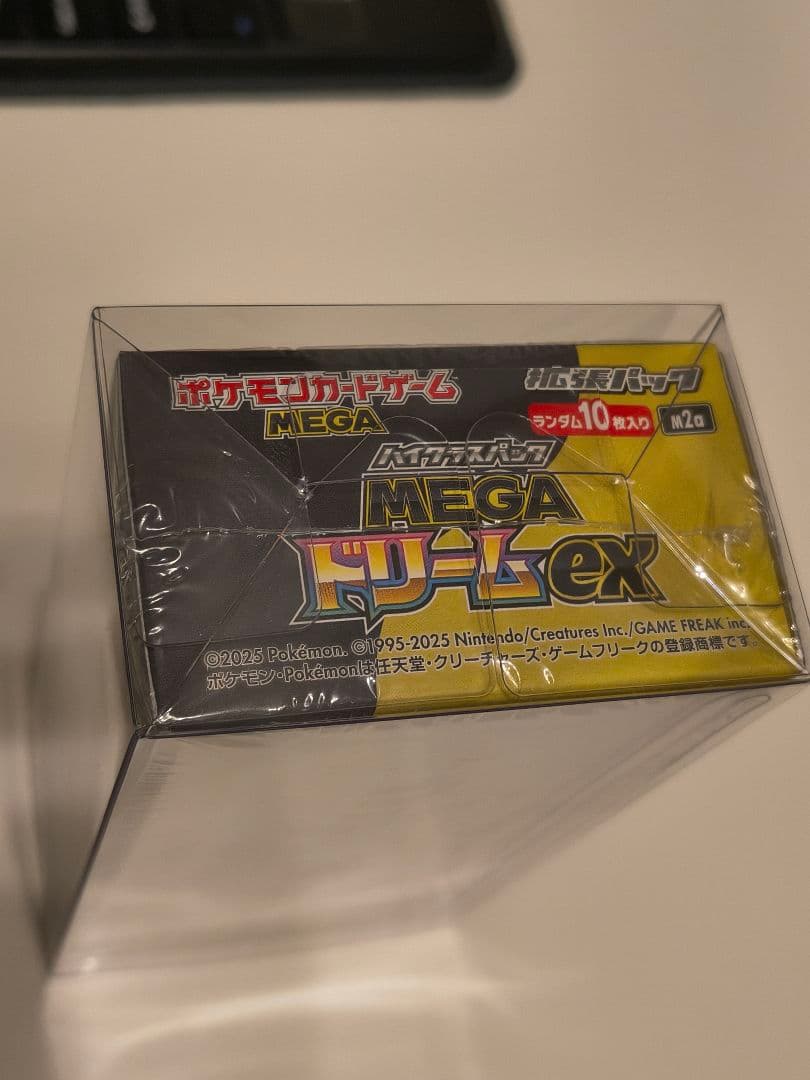 ポケモンカードゲーム
MEGA
拡張パック
ランダム10枚入り
M2a
ハイクラスパック
MEGA
ドリームex
©2025 Pokémon. ©1995-2025 Nintendo/Creatures Inc./GAME FREAK inc.
ポケモン・Pokémonは任天堂・クリーチャーズ・ゲームフリークの登録商標です。